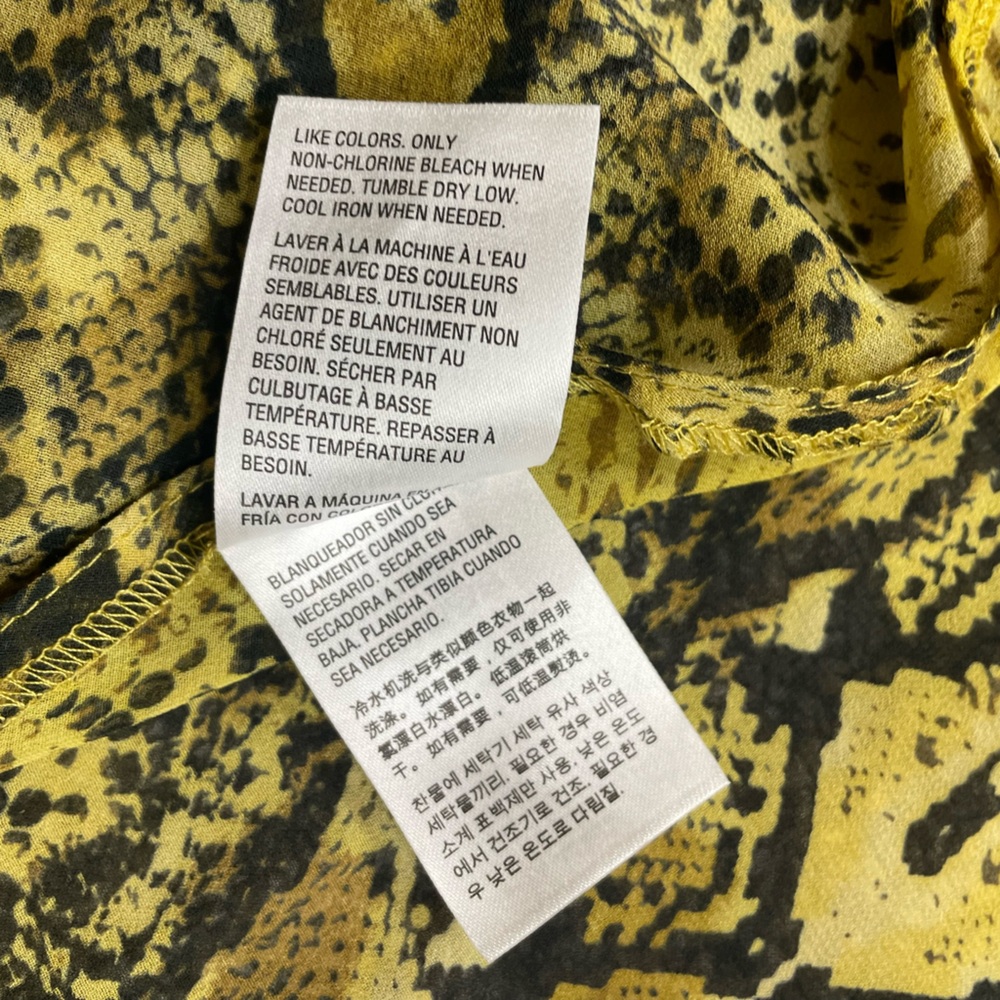 LIKE COLORS. ONLY
NON-CHLORINE BLEACH WHEN
NEEDED. TUMBLE DRY LOW.
COOL IRON WHEN NEEDED.
LAVER À LA MACHINE À L'EAU
FROIDE AVEC DES COULEURS
SEMBLABLES. UTILISER UN
AGENT DE BLANCHIMENT NON
CHLORÉ SEULEMENT AU
BESOIN. SÉCHER PAR
CULBUTAGE À BASSE
TEMPÉRATURE. REPASSER À
BASSE TEMPÉRATURE AU
BESOIN.
LAVAR A MÁQUINA
FRÍA CON
BLANQUEADOR SIN
SOLAMENTE CUANDO SEA
NECESARIO. SECAR EN
SECADORA A TEMPERATURA
BAJA. PLANCHA TIBIA CUANDO
SEA NECESARIO.
冷水机洗与类似颜色衣物一起
洗涤。如有需要，仅可使用非
氯漂白水漂白。低温滚筒烘
干。如有需要，可低温熨烫。
찬물에 세탁기 세탁 유사 색상
세탁물끼리. 필요한 경우 비염
소계 표백제만 사용. 낮은 온도
에서 건조기로 건조. 필요한 경
우 낮은 온도로 다림질.